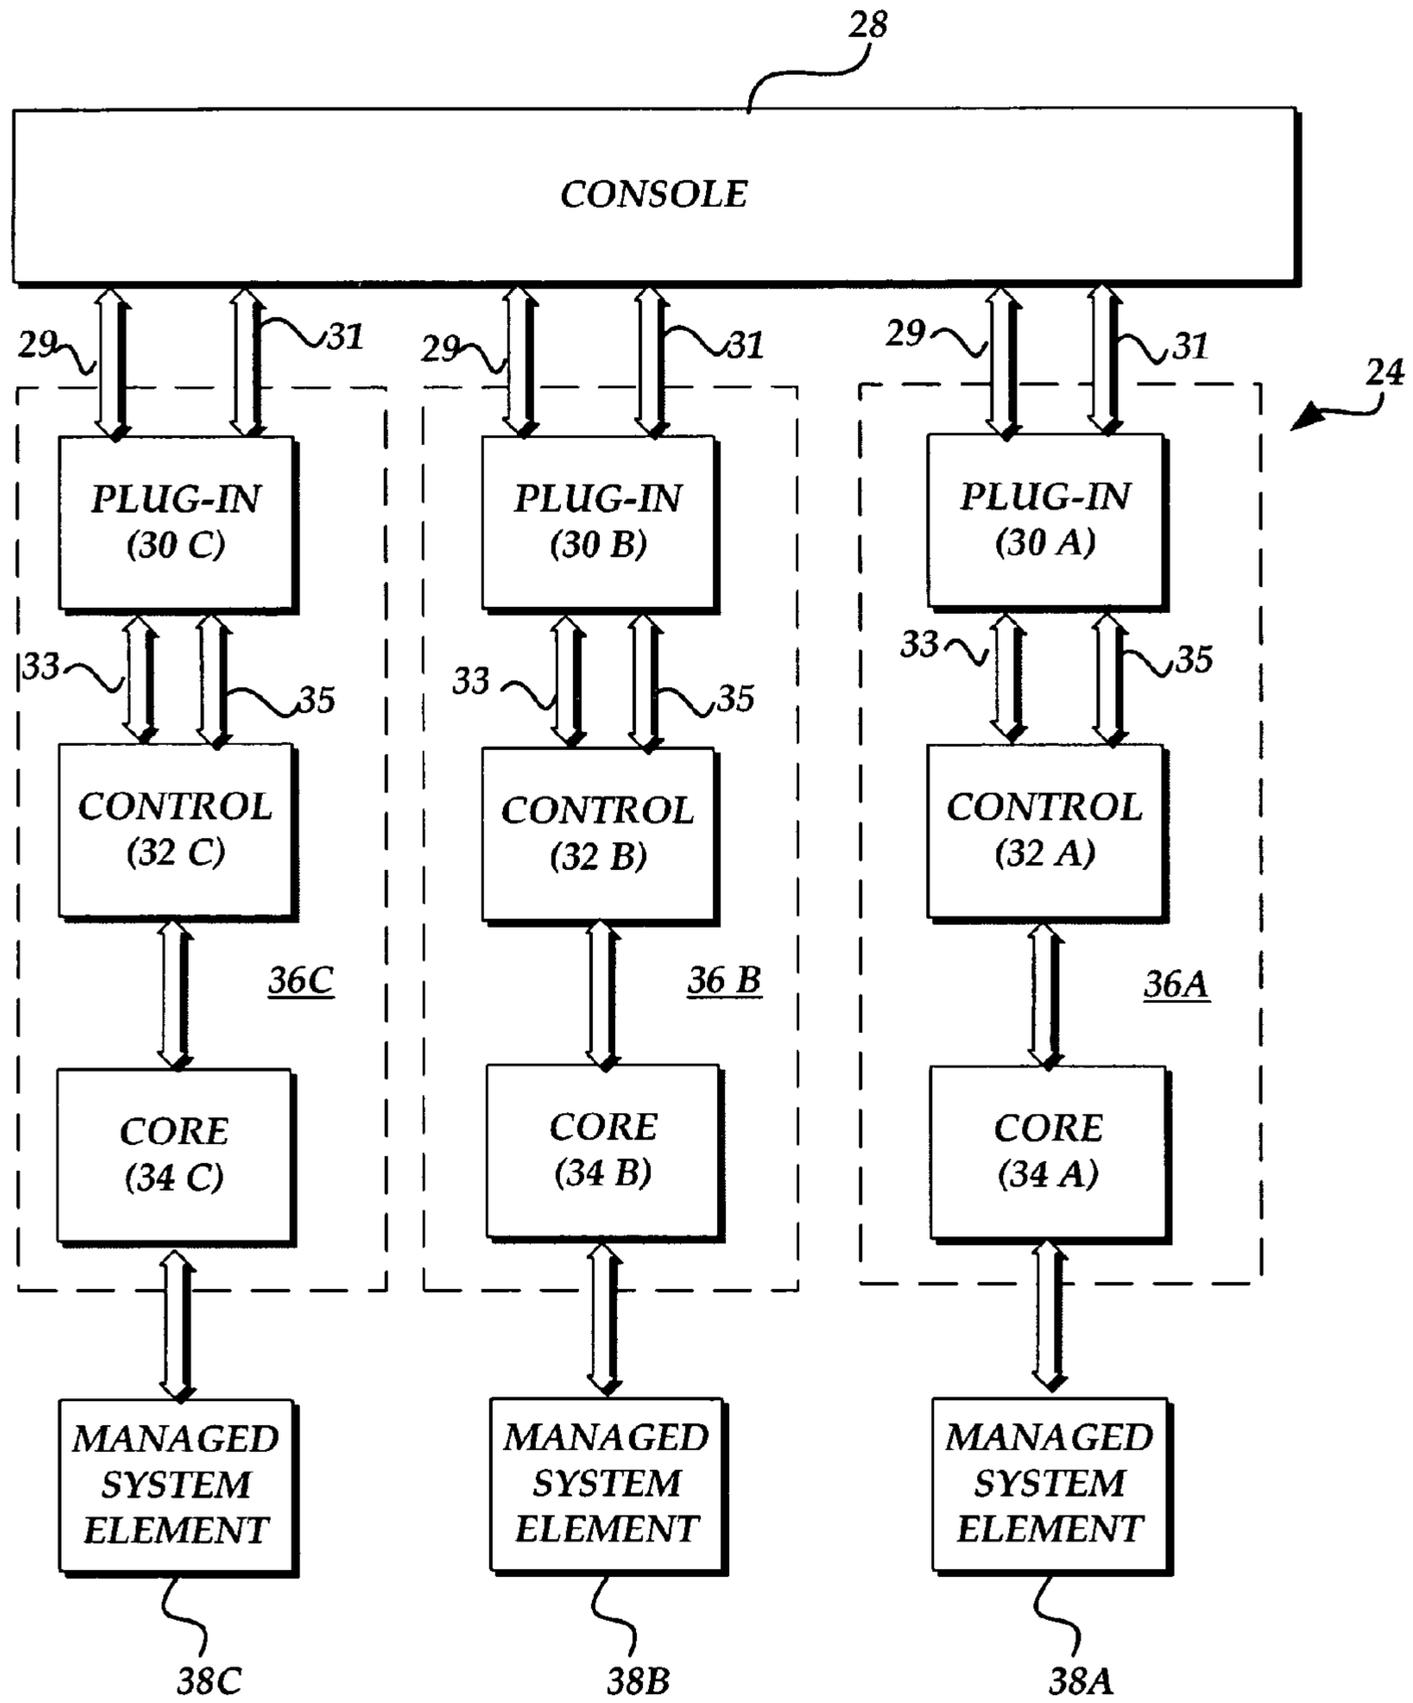 28
CONSOLE
29
31
29
31
29
31
24
PLUG-IN
(30 C)
PLUG-IN
(30 B)
PLUG-IN
(30 A)
33
35
33
35
33
35
CONTROL
(32 C)
CONTROL
(32 B)
CONTROL
(32 A)
36C
36 B
36A
CORE
(34 C)
CORE
(34 B)
CORE
(34 A)
MANAGED
SYSTEM
ELEMENT
MANAGED
SYSTEM
ELEMENT
MANAGED
SYSTEM
ELEMENT
38C
38B
38A